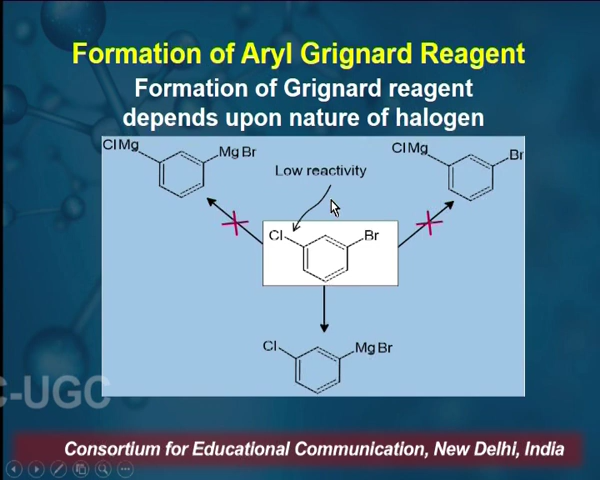 Formation of Aryl Grignard Reagent
Formation of Grignard reagent
depends upon nature of halogen
ClMg
MgBr
Low reactivity
ClMg
Br
Cl
Br
Cl
MgBr
C-UGC
Consortium for Educational Communication, New Delhi, India